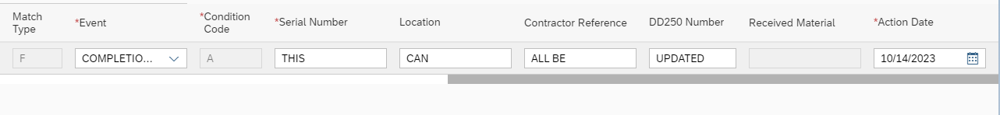 Match Type *Event *Condition Code *Serial Number Location Contractor Reference DD250 Number Received Material *Action Date
F COMPLETIO... A THIS CAN ALL BE UPDATED 10/14/2023